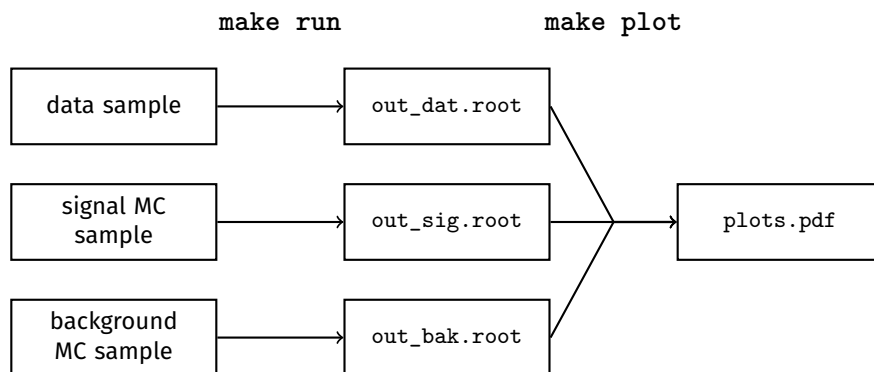 make run
make plot
data sample
out_dat.root
signal MC
sample
out_sig.root
plots.pdf
background
MC sample
out_bak.root